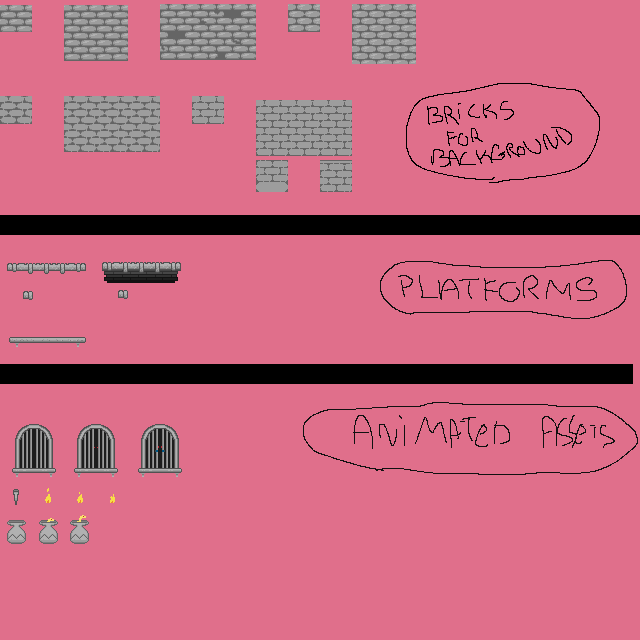 BRiCKS
FOR
BACKGROUND
PLATFORMS
ANiMATED ASSETS